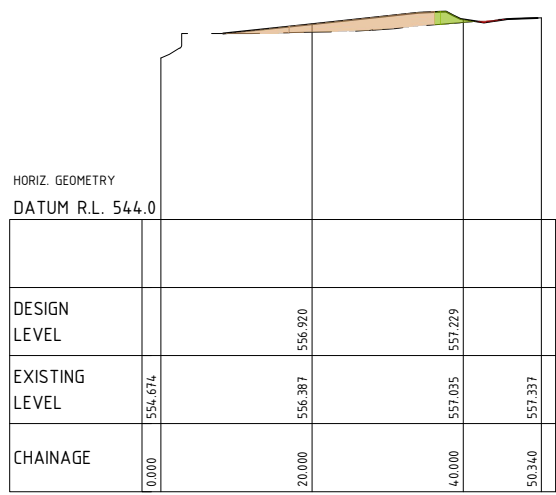 HORIZ. GEOMETRY
DATUM R.L. 544.0
DESIGN
LEVEL
556.920
557.229
EXISTING
LEVEL
554.674
556.387
557.035
557.337
CHAINAGE
0.000
20.000
40.000
50.340